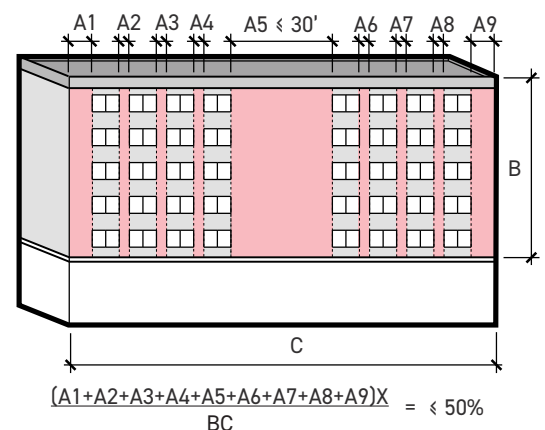 A1 A2 A3 A4 A5 ≤ 30' A6 A7 A8 A9
B
C
(A1+A2+A3+A4+A5+A6+A7+A8+A9)X
BC
= ≤ 50%